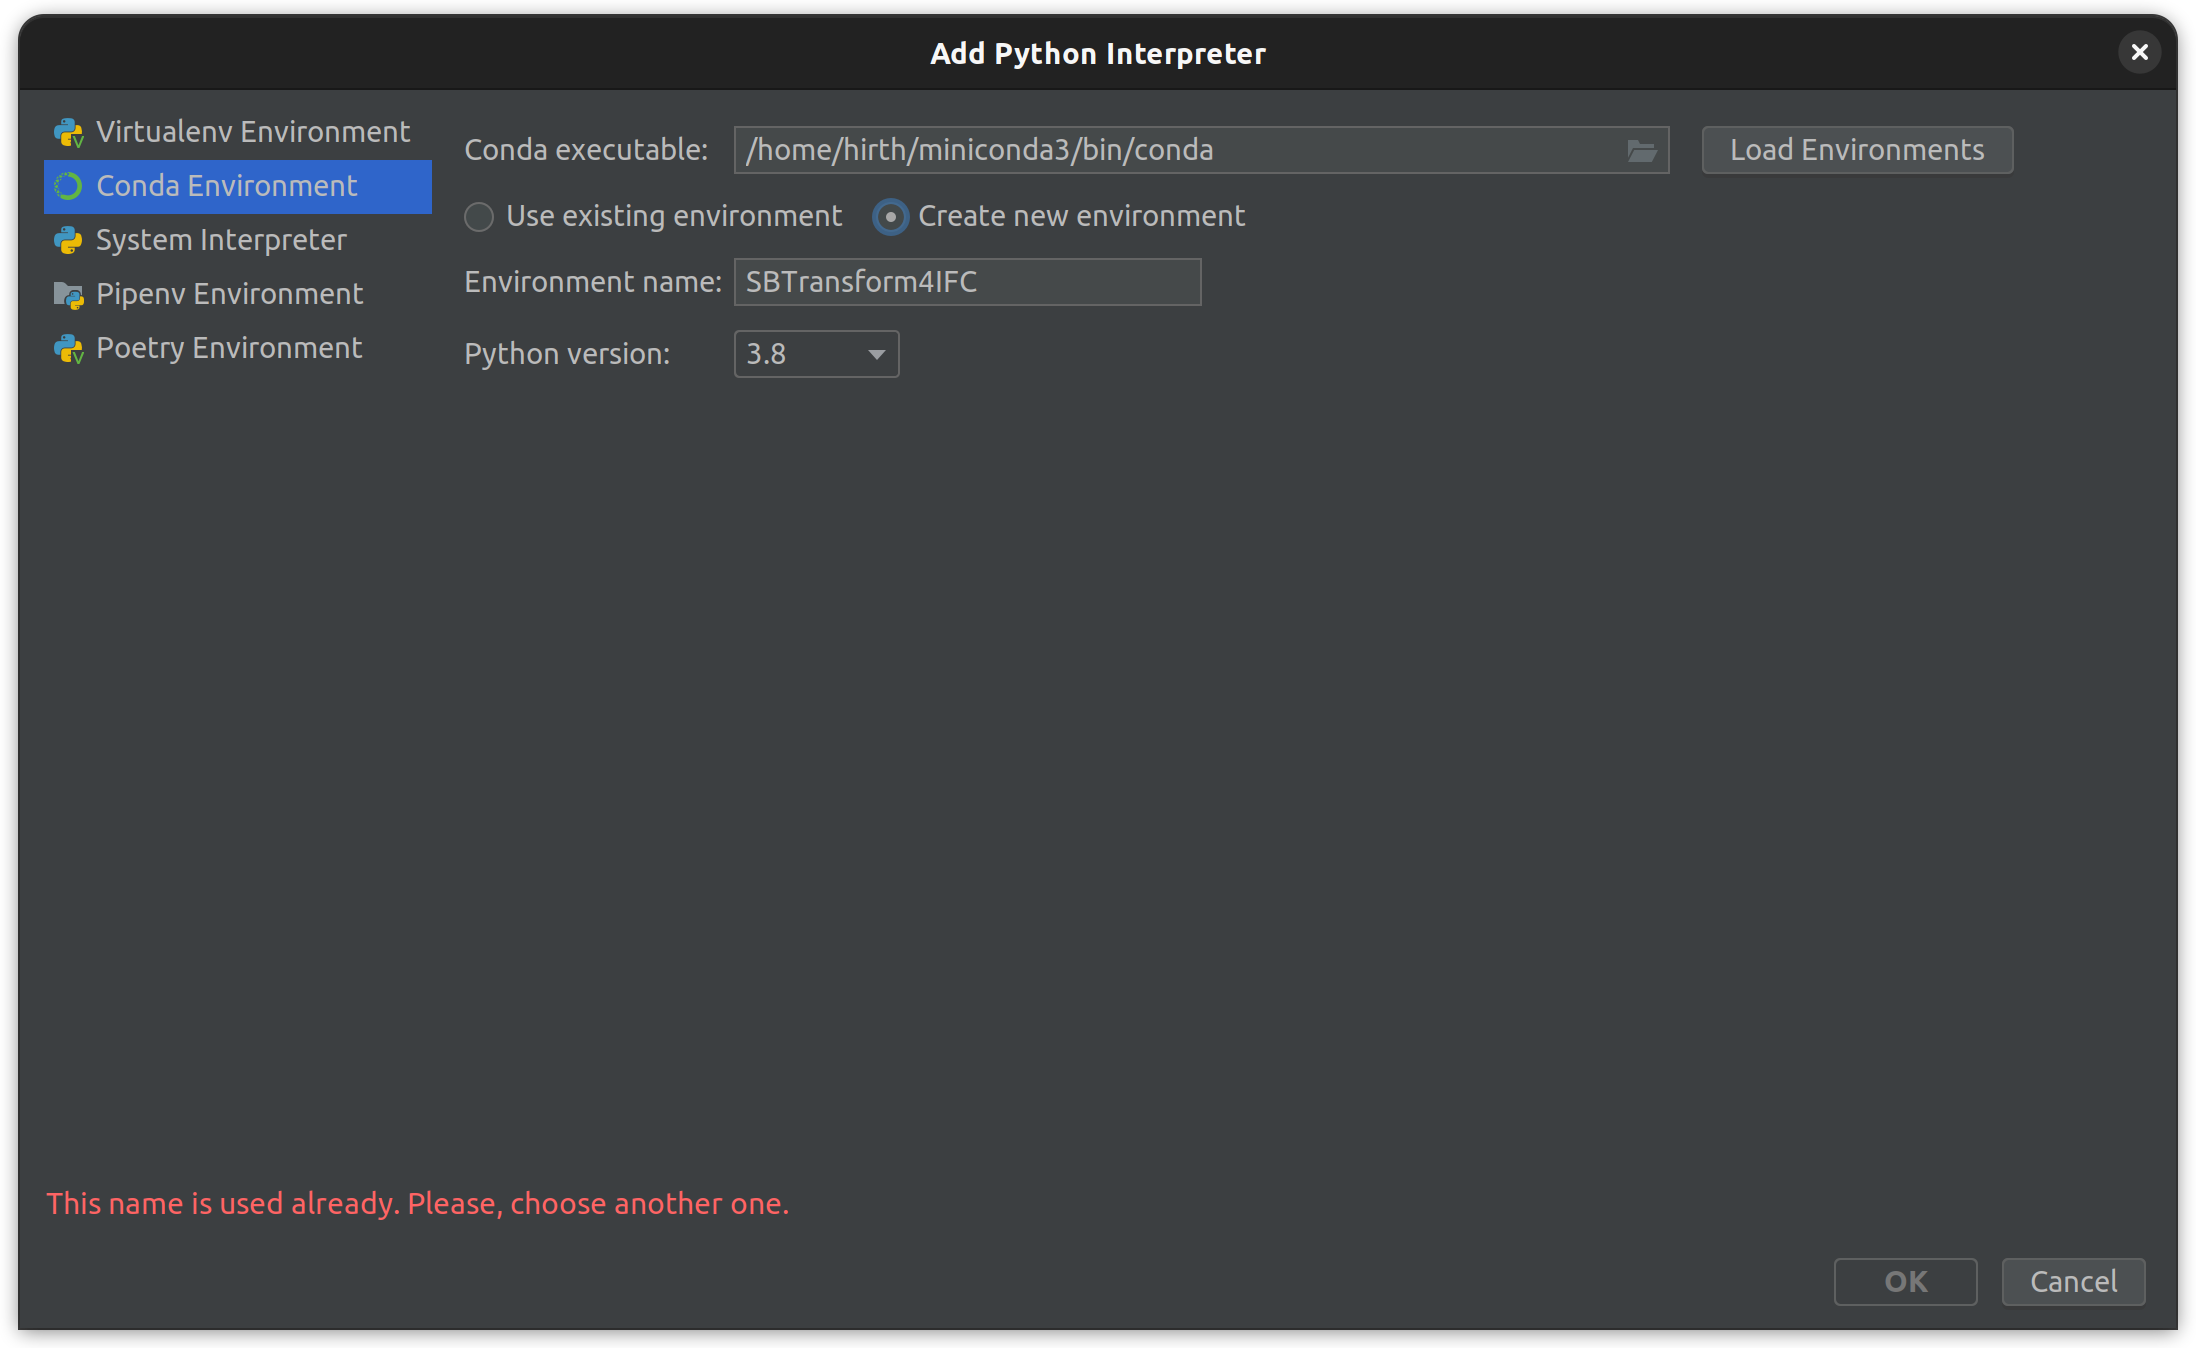 Add Python Interpreter
Virtualenv Environment
Conda Environment
System Interpreter
Pipenv Environment
Poetry Environment
Conda executable: /home/hirth/miniconda3/bin/conda Load Environments
Use existing environment Create new environment
Environment name: SBTransform4IFC
Python version: 3.8
This name is used already. Please, choose another one.
OK Cancel